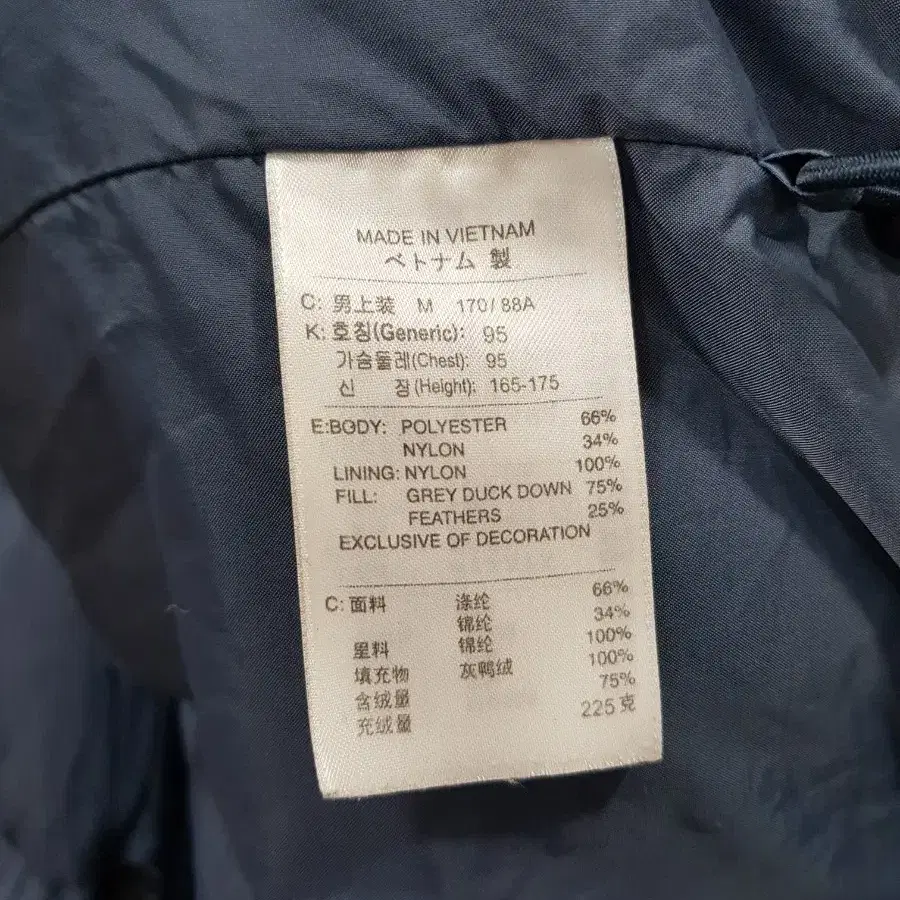 MADE IN VIETNAM
ベトナム 製
C: 男上装 M 170/ 88A
K: 호칭(Generic): 95
가슴둘레(Chest): 95
신 장(Height): 165-175
E:BODY: POLYESTER 66%
NYLON 34%
LINING: NYLON 100%
FILL: GREY DUCK DOWN 75%
FEATHERS 25%
EXCLUSIVE OF DECORATION
C: 面料 涤纶 66%
锦纶 34%
里料 锦纶 100%
填充物 灰鸭绒 100%
含绒量 75%
充绒量 225 克